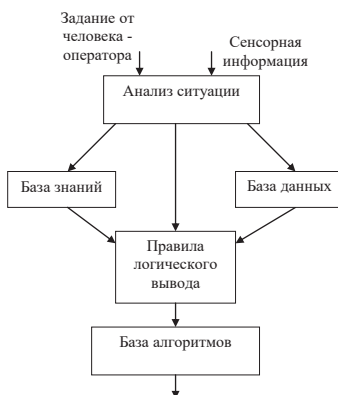 Задание от
человека -
оператора
Сенсорная
информация
Анализ ситуации
База знаний
База данных
Правила
логического
вывода
База алгоритмов